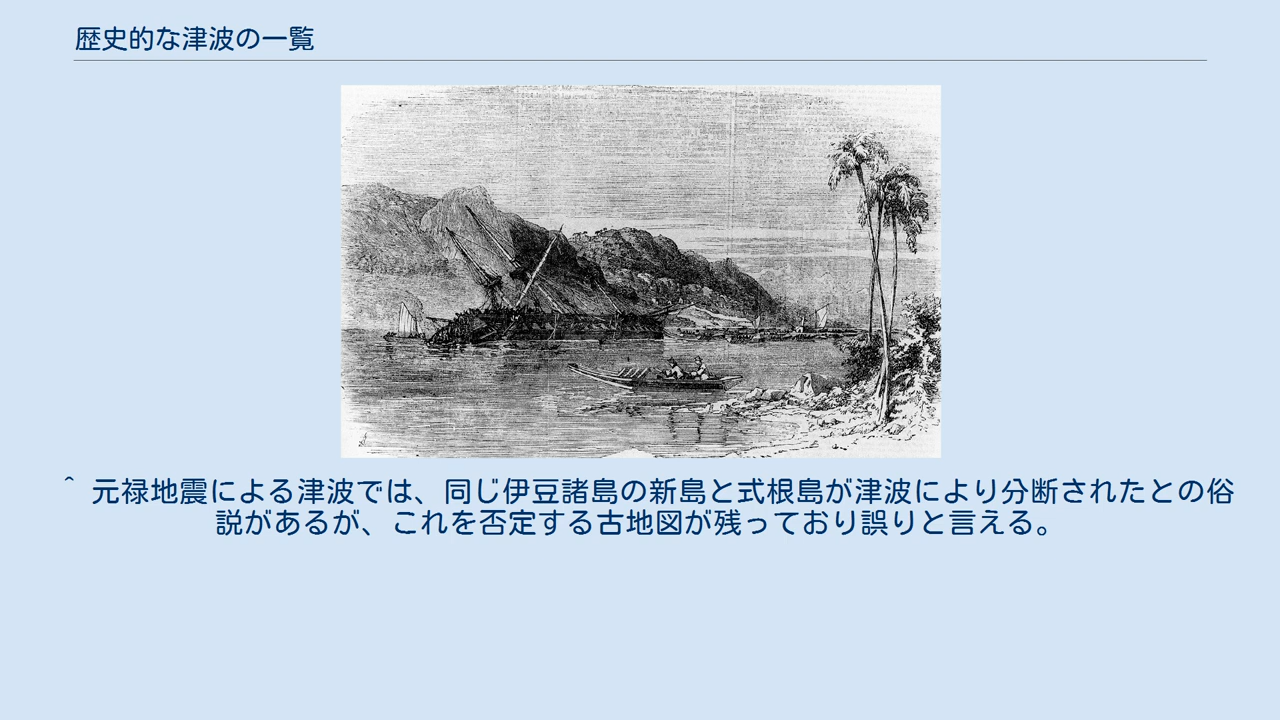 歴史的な津波の一覧
^ 元禄地震による津波では、同じ伊豆諸島の新島と式根島が津波により分断されたとの俗
説があるが、これを否定する古地図が残っており誤りと言える。